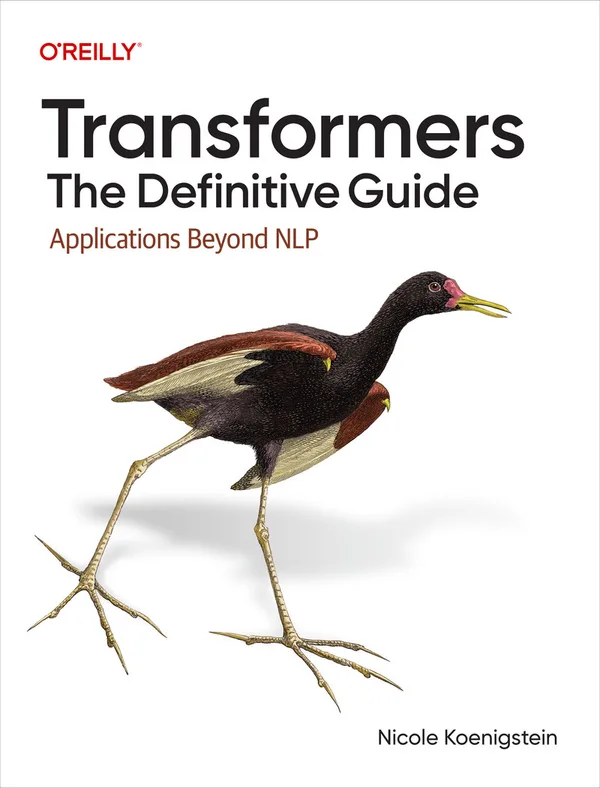 O'REILLY®
Transformers
The Definitive Guide
Applications Beyond NLP
Nicole Koenigstein